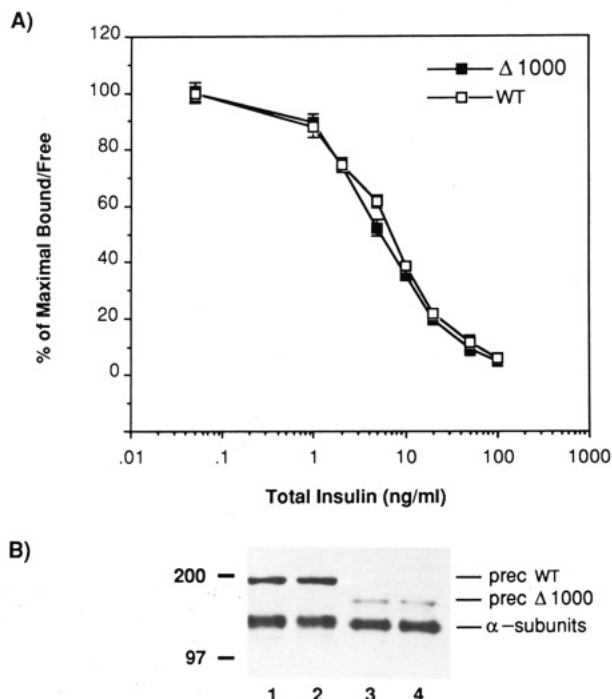 A)
120
100
80
60
40
20
0
% of Maximal Bound/Free
Δ 1000
WT
.01 .1 1 10 100 1000
Total Insulin (ng/ml)
B)
200
97
prec WT
prec Δ 1000
α-subunits
1 2 3 4